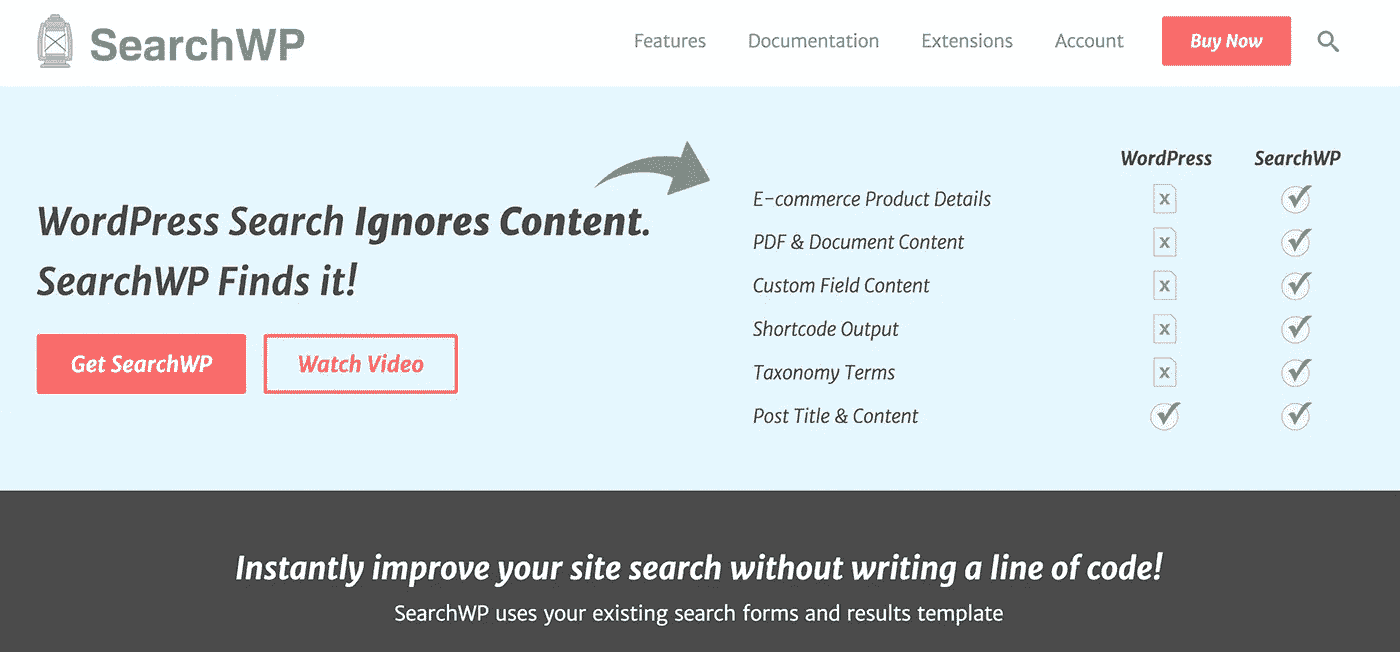 SearchWP
Features Documentation Extensions Account Buy Now
WordPress Search Ignores Content.
SearchWP Finds it!
Get SearchWP Watch Video
WordPress SearchWP
E-commerce Product Details
PDF & Document Content
Custom Field Content
Shortcode Output
Taxonomy Terms
Post Title & Content
Instantly improve your site search without writing a line of code!
SearchWP uses your existing search forms and results template